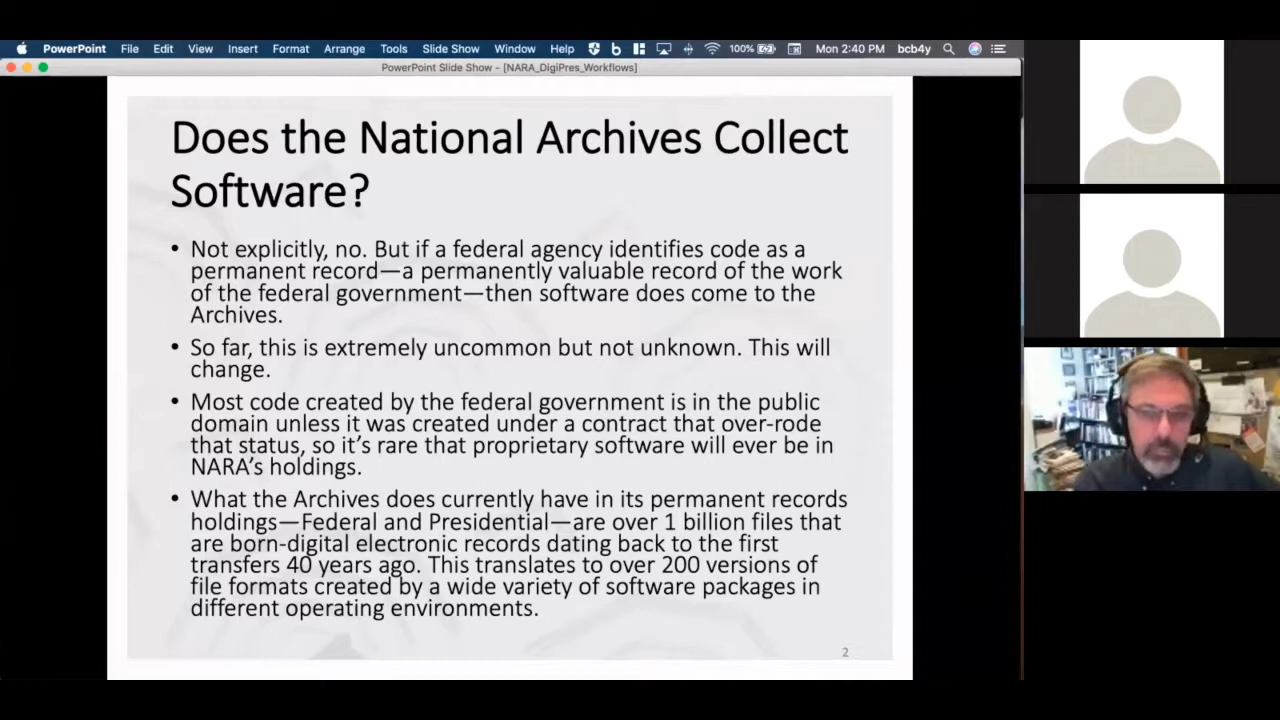 PowerPoint File Edit View Insert Format Arrange Tools Slide Show Window Help 100% Mon 2:40 PM bcb4y
PowerPoint Slide Show - [NARA_DigiPres_Workflows]
Does the National Archives Collect
Software?
• Not explicitly, no. But if a federal agency identifies code as a
permanent record—a permanently valuable record of the work
of the federal government—then software does come to the
Archives.
• So far, this is extremely uncommon but not unknown. This will
change.
• Most code created by the federal government is in the public
domain unless it was created under a contract that over-rode
that status, so it’s rare that proprietary software will ever be in
NARA’s holdings.
• What the Archives does currently have in its permanent records
holdings—Federal and Presidential—are over 1 billion files that
are born-digital electronic records dating back to the first
transfers 40 years ago. This translates to over 200 versions of
file formats created by a wide variety of software packages in
different operating environments.
2